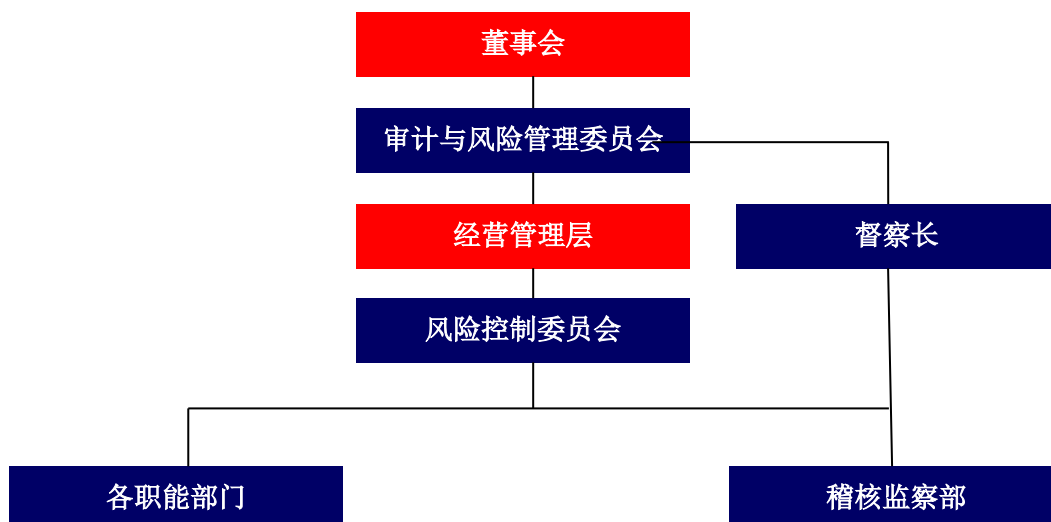 董事会
审计与风险管理委员会
经营管理层
督察长
风险控制委员会
各职能部门
稽核监察部